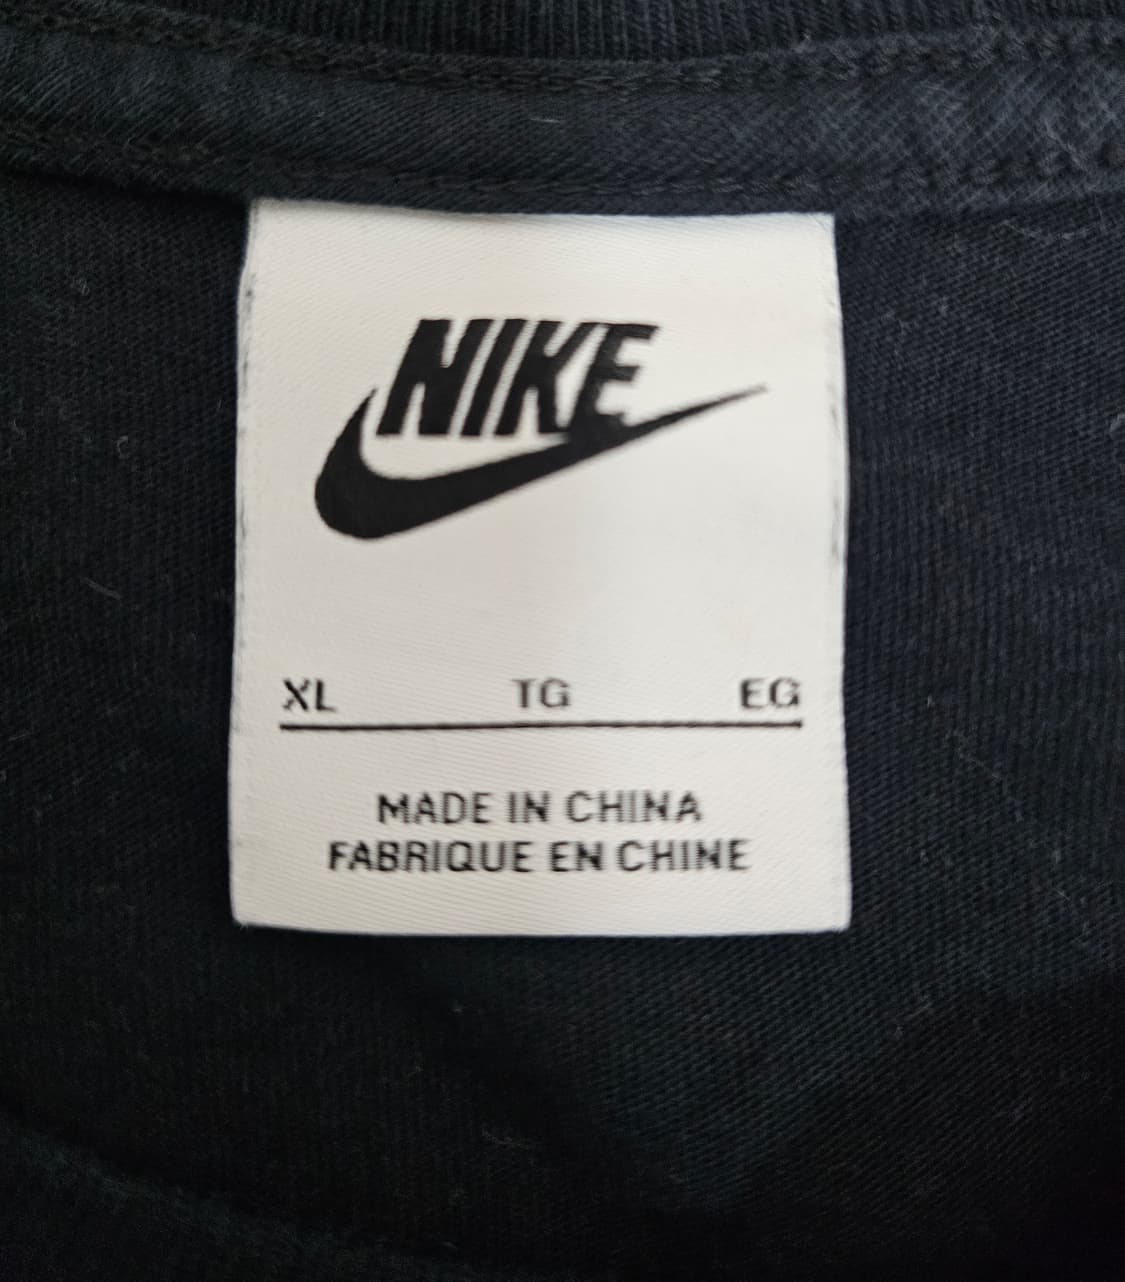 NIKE
XL TG EG
MADE IN CHINA
FABRIQUE EN CHINE